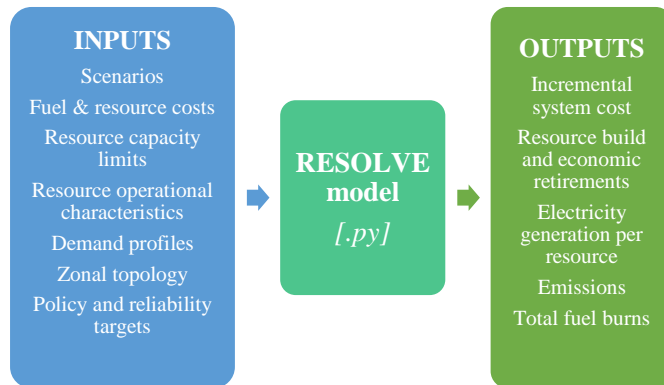 INPUTS
Scenarios
Fuel & resource costs
Resource capacity
limits
Resource operational
characteristics
Demand profiles
Zonal topology
Policy and reliability
targets
RESOLVE
model
[.py]
OUTPUTS
Incremental
system cost
Resource build
and economic
retirements
Electricity
generation per
resource
Emissions
Total fuel burns